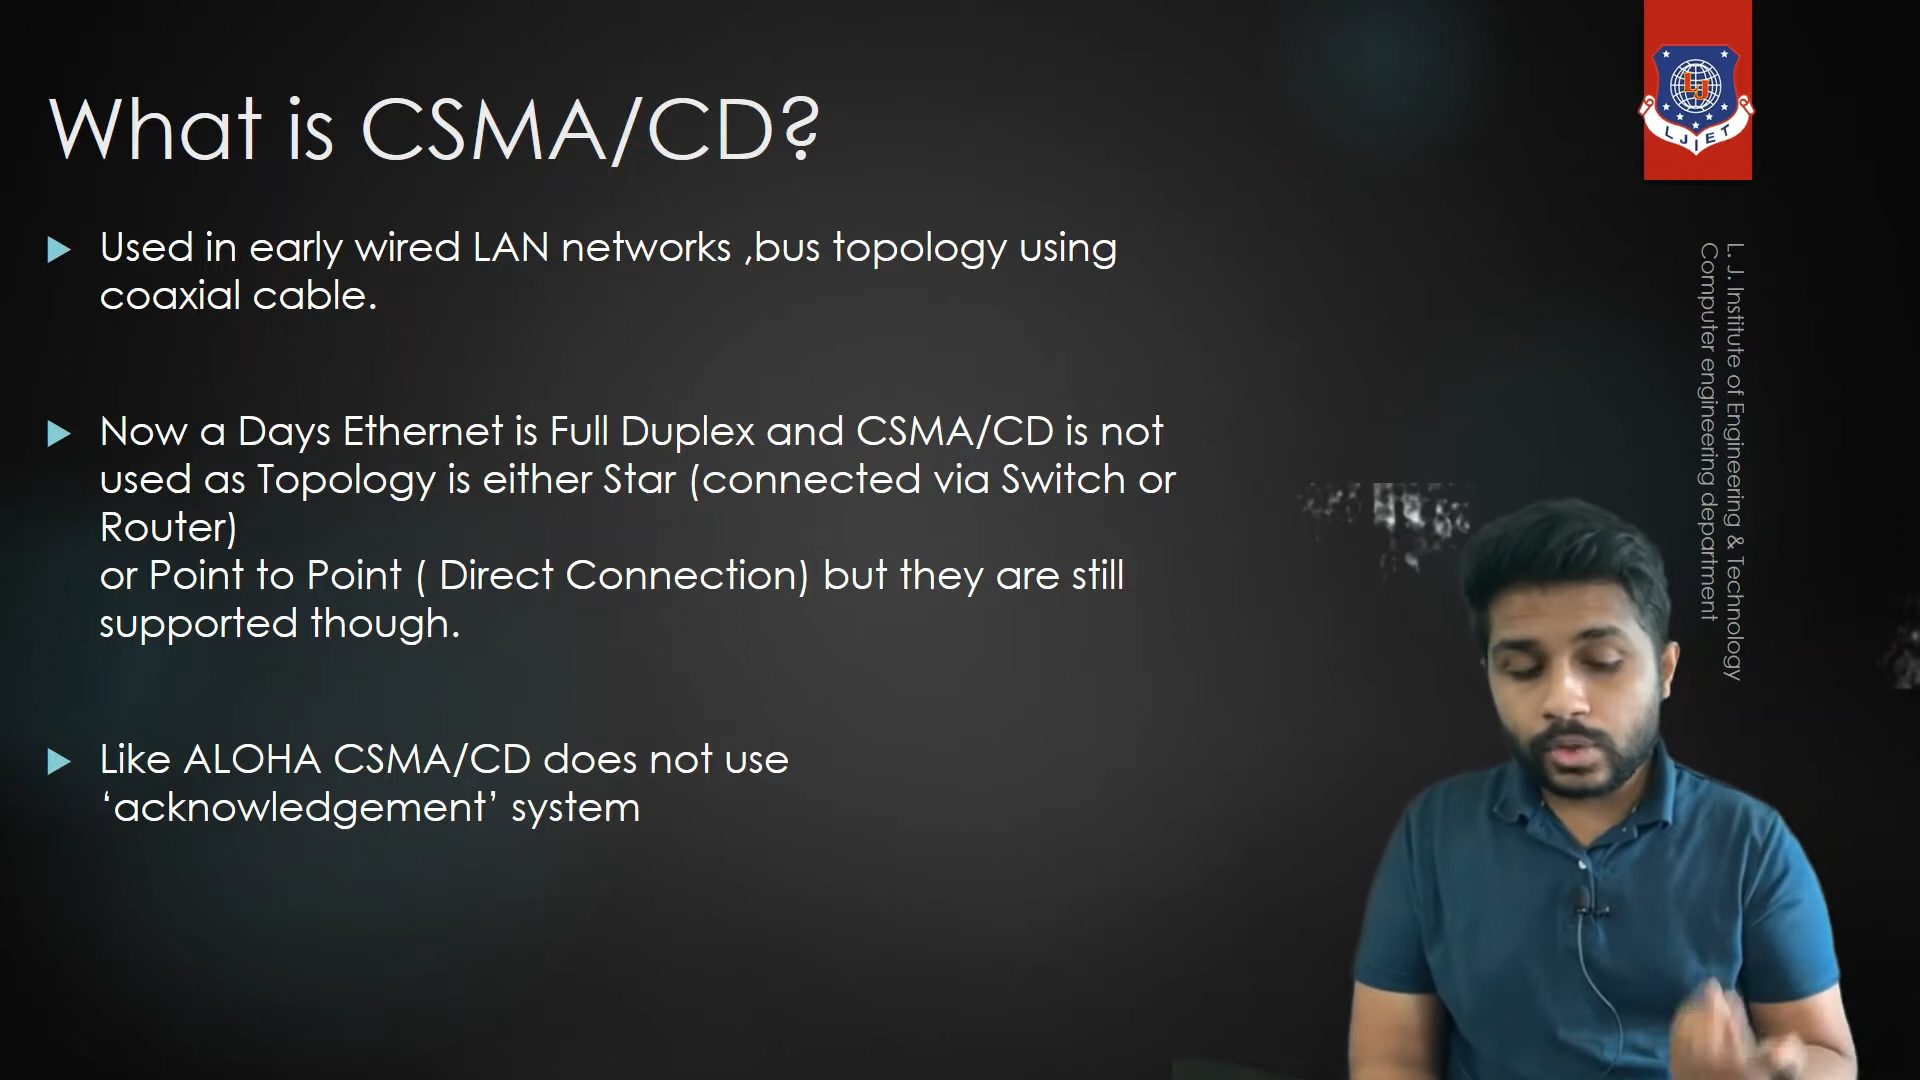 What is CSMA/CD?
Used in early wired LAN networks ,bus topology using
coaxial cable.
Now a Days Ethernet is Full Duplex and CSMA/CD is not
used as Topology is either Star (connected via Switch or
Router)
or Point to Point ( Direct Connection) but they are still
supported though.
Like ALOHA CSMA/CD does not use
‘acknowledgement’ system
LJ
LJIET
L. J. Institute of Engineering & Technology
Computer engineering department